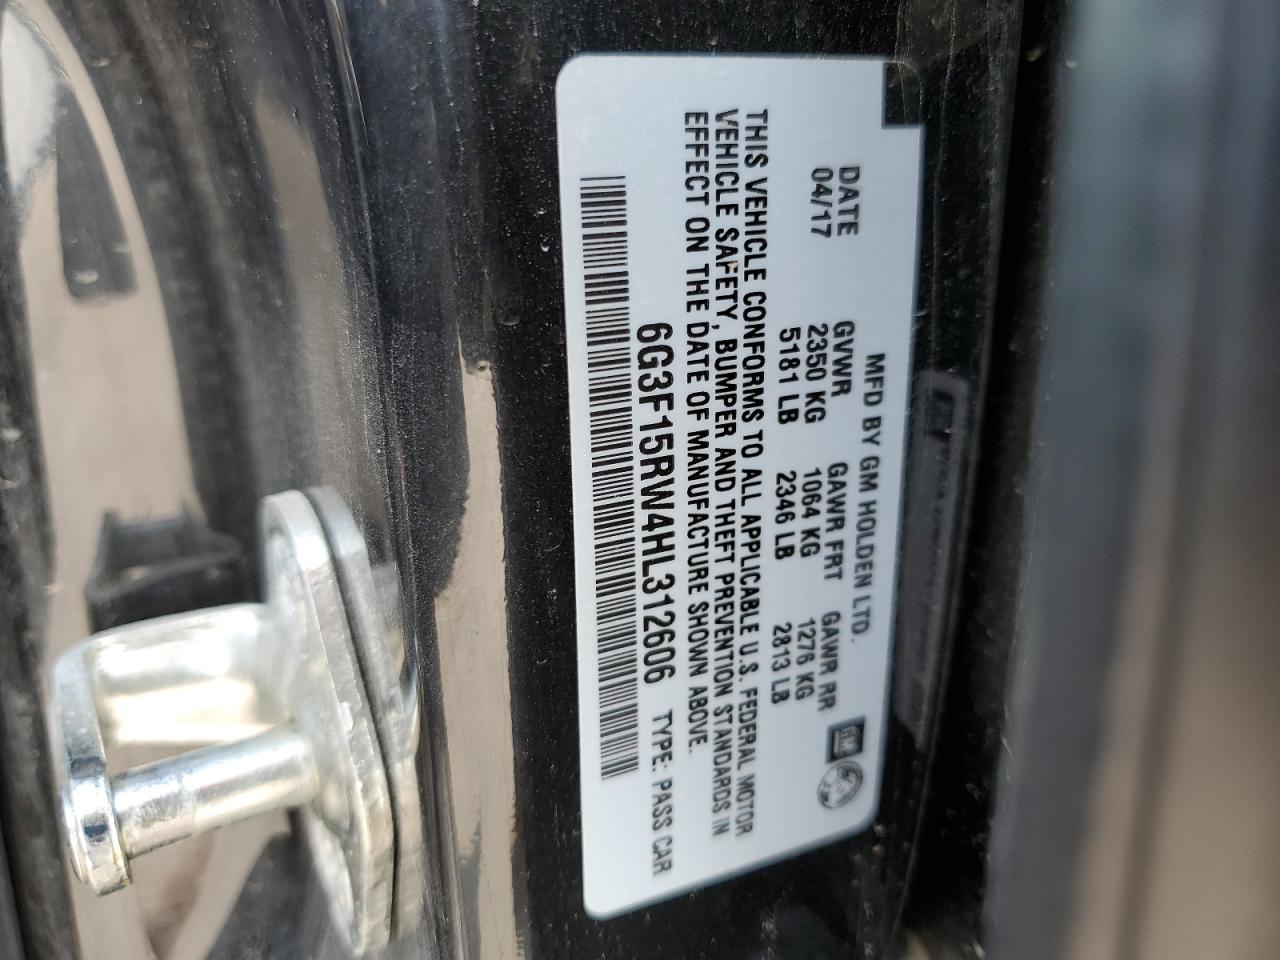 MFD BY GM HOLDEN LTD.
DATE GVWR GAWR FRT GAWR RR
04/17 2350 KG 1064 KG 1276 KG
5181 LB 2346 LB 2813 LB
THIS VEHICLE CONFORMS TO ALL APPLICABLE U.S. FEDERAL MOTOR
VEHICLE SAFETY, BUMPER AND THEFT PREVENTION STANDARDS IN
EFFECT ON THE DATE OF MANUFACTURE SHOWN ABOVE.
6G3F15RW4HL312606 TYPE: PASS CAR
GM